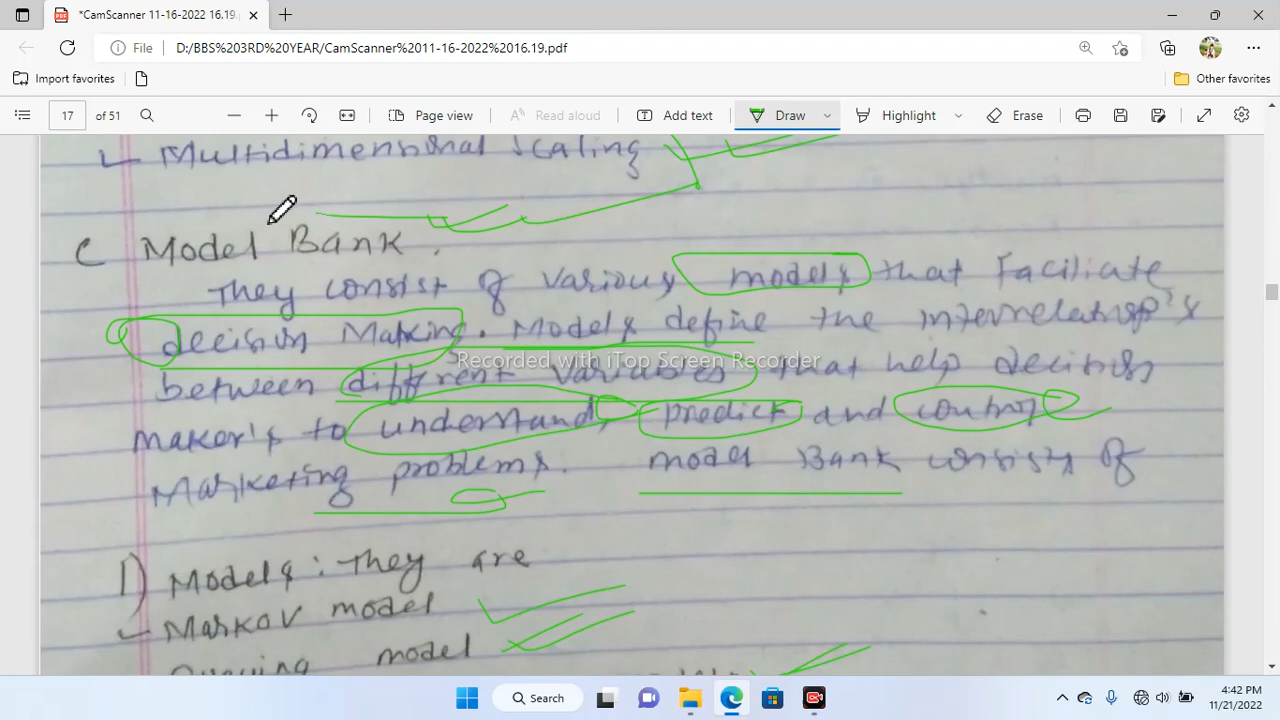 *CamScanner 11-16-2022 16.19.
File
D:/BBS%203RD%20YEAR/CamScanner%2011-16-2022%2016.19.pdf
Import favorites
Other favorites
17 of 51
Page view
Read aloud
Add text
Draw
Highlight
Erase
Multidimensional Scaling
C Model Bank.
They consist of various models that Faciliate
decision Making. Models define the interrelatiosp's
Recorded with iTop Screen Recorder
between different variables that help decision
maker's to understand, predict and control
Marketing problems. model Bank consists of
1) Models: They are
Markov model
Queuing model
Search
4:42 PM
11/21/2022